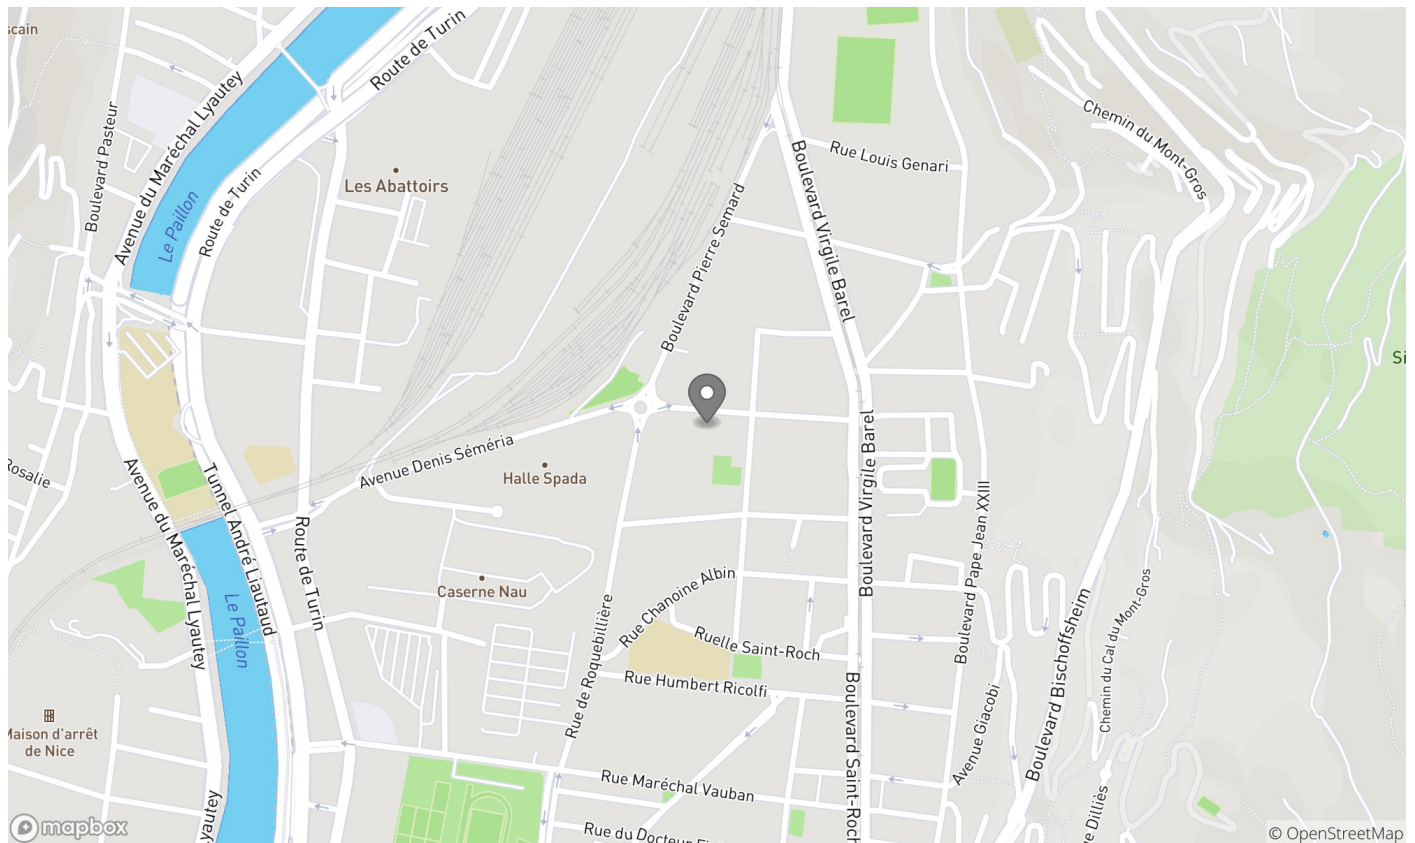 scain
Route de Turin
Avenue du Maréchal Lyautey
Boulevard Pasteur
Chemin du Mont-Gros
Boulevard Virgile Barel
Rue Louis Genari
Les Abattoirs
Le Paillon
Route de Turin
Boulevard Pierre Semard
Si
Rosalie
Avenue Denis Séméria
Halle Spada
Boulevard Virgile Barel
Avenue du Maréchal Lyautey
Tunnel André Liautaud
Route de Turin
Boulevard Pape Jean XXIII
Caserne Nau
Rue Chanoine Albin
Le Paillon
Rue de Roquebillière
Ruelle Saint-Roch
Rue Humbert Ricolfi
Boulevard Bischoffsheim
Chemin du Cal du Mont-Gros
Avenue Giacobi
Maison d'arrêt
de Nice
Boulevard Saint-Roch
Rue Maréchal Vauban
Lyautey
Rue du Docteur
e Dilliès
mapbox
© OpenStreetMap